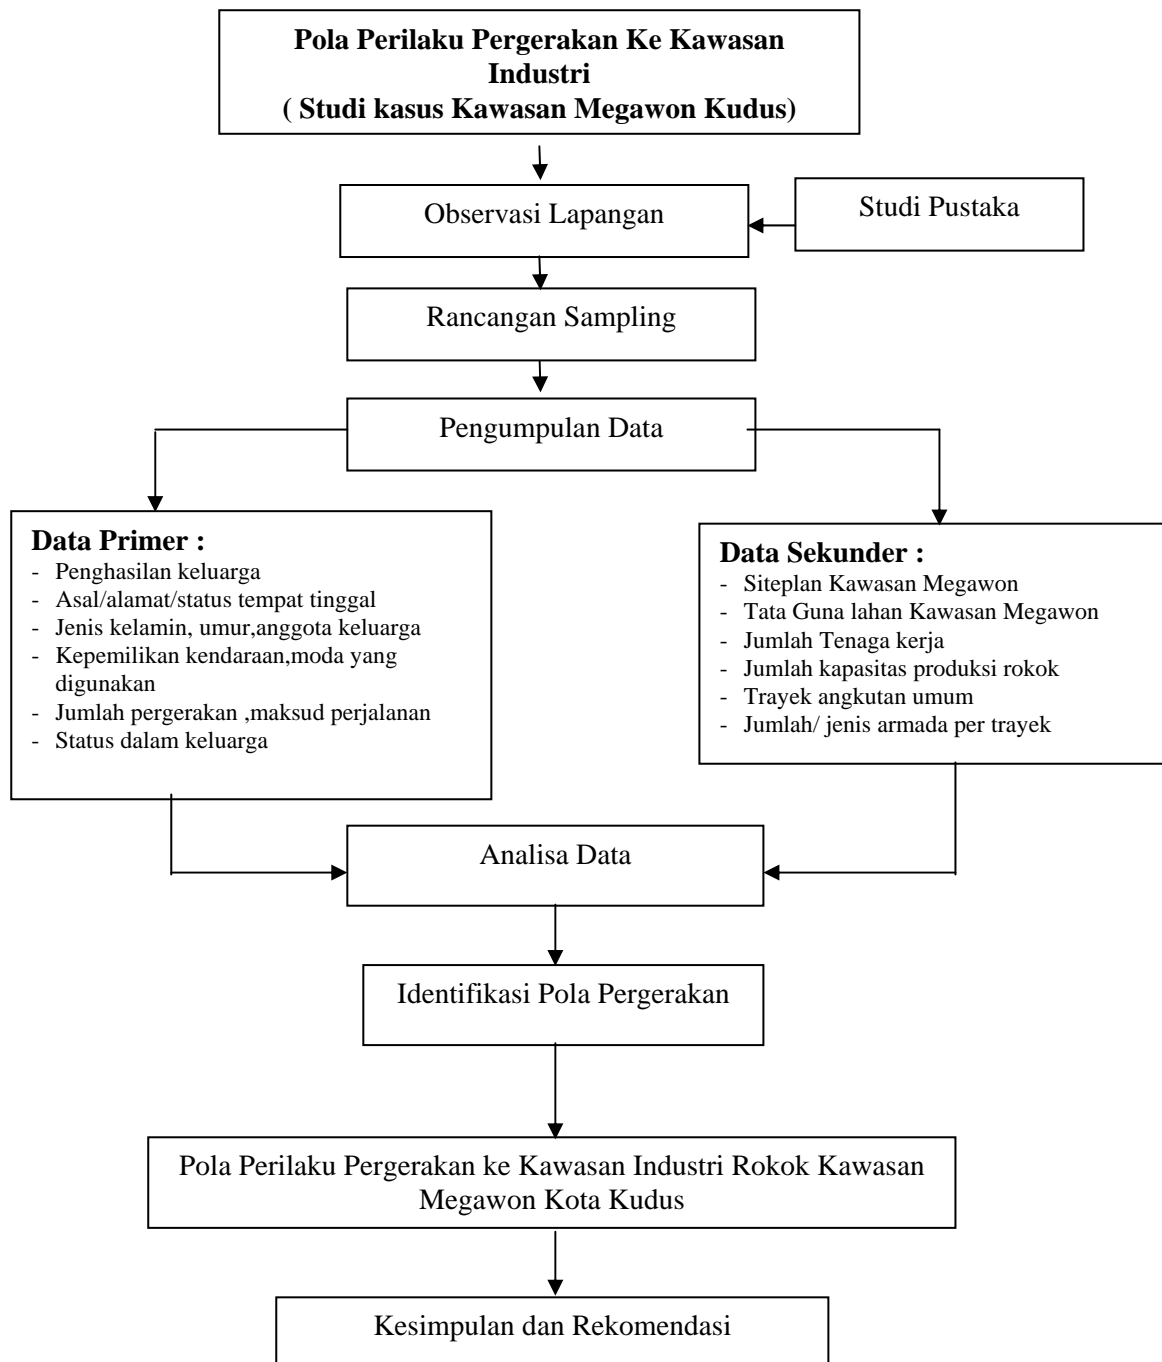 Pola Perilaku Pergerakan Ke Kawasan
Industri
( Studi kasus Kawasan Megawon Kudus)
Observasi Lapangan
Studi Pustaka
Rancangan Sampling
Pengumpulan Data
Data Primer :
- Penghasilan keluarga
- Asal/alamat/status tempat tinggal
- Jenis kelamin, umur,anggota keluarga
- Kepemilikan kendaraan,moda yang
digunakan
- Jumlah pergerakan ,maksud perjalanan
- Status dalam keluarga
Data Sekunder :
- Siteplan Kawasan Megawon
- Tata Guna lahan Kawasan Megawon
- Jumlah Tenaga kerja
- Jumlah kapasitas produksi rokok
- Trayek angkutan umum
- Jumlah/ jenis armada per trayek
Analisa Data
Identifikasi Pola Pergerakan
Pola Perilaku Pergerakan ke Kawasan Industri Rokok Kawasan
Megawon Kota Kudus
Kesimpulan dan Rekomendasi